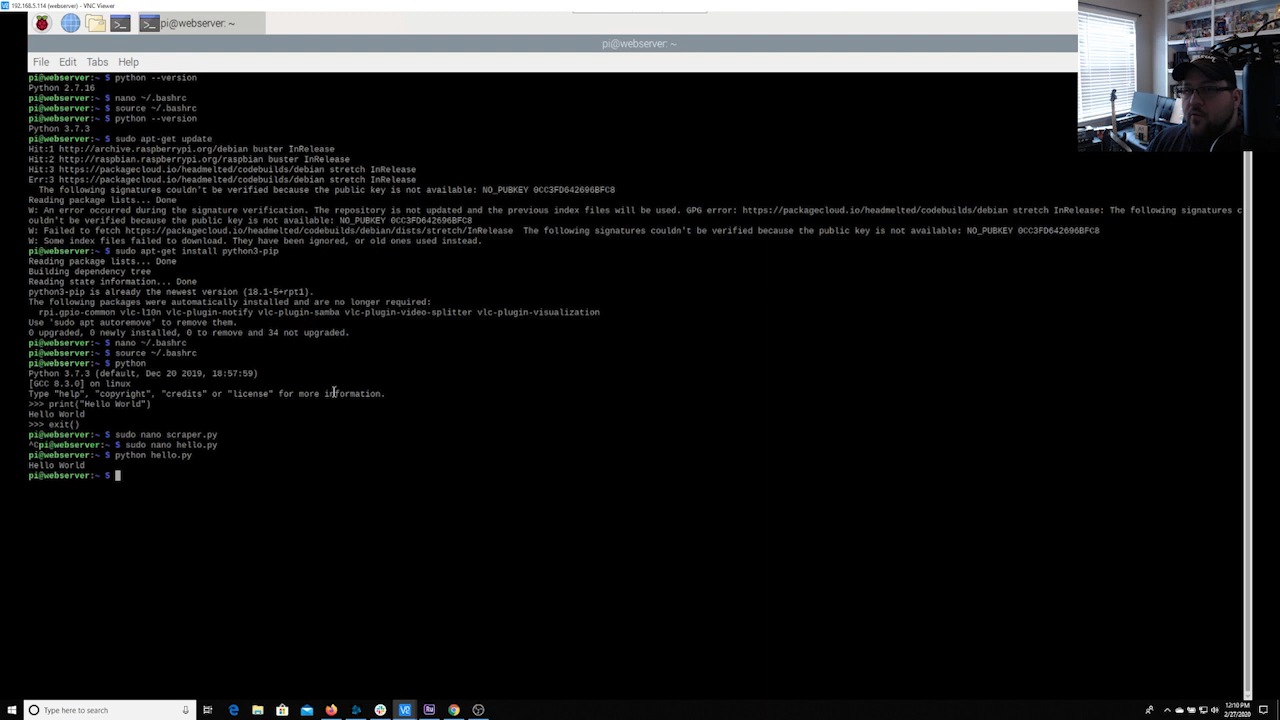 192.168.5.114 (webserver) - VNC Viewer
pi@webserver: ~
pi@webserver: ~
File Edit Tabs Help
pi@webserver:~ $ python --version
Python 2.7.16
pi@webserver:~ $ nano ~/.bashrc
pi@webserver:~ $ source ~/.bashrc
pi@webserver:~ $ python --version
Python 3.7.3
pi@webserver:~ $ sudo apt-get update
Hit:1 http://archive.raspberrypi.org/debian buster InRelease
Hit:2 http://raspbian.raspberrypi.org/raspbian buster InRelease
Hit:3 https://packagecloud.io/headmelted/codebuilds/debian stretch InRelease
Err:3 https://packagecloud.io/headmelted/codebuilds/debian stretch InRelease
The following signatures couldn't be verified because the public key is not available: NO_PUBKEY 0CC3FD642696BFC8
Reading package lists... Done
W: An error occurred during the signature verification. The repository is not updated and the previous index files will be used. GPG error: https://packagecloud.io/headmelted/codebuilds/debian stretch InRelease: The following signatures c
ouldn't be verified because the public key is not available: NO_PUBKEY 0CC3FD642696BFC8
W: Failed to fetch https://packagecloud.io/headmelted/codebuilds/debian/dists/stretch/InRelease  The following signatures couldn't be verified because the public key is not available: NO_PUBKEY 0CC3FD642696BFC8
W: Some index files failed to download. They have been ignored, or old ones used instead.
pi@webserver:~ $ sudo apt-get install python3-pip
Reading package lists... Done
Building dependency tree
Reading state information... Done
python3-pip is already the newest version (18.1-5+rpt1).
The following packages were automatically installed and are no longer required:
rpi.gpio-common vlc-l10n vlc-plugin-notify vlc-plugin-samba vlc-plugin-video-splitter vlc-plugin-visualization
Use 'sudo apt autoremove' to remove them.
0 upgraded, 0 newly installed, 0 to remove and 34 not upgraded.
pi@webserver:~ $ nano ~/.bashrc
pi@webserver:~ $ source ~/.bashrc
pi@webserver:~ $ python
Python 3.7.3 (default, Dec 20 2019, 18:57:59)
[GCC 8.3.0] on linux
Type "help", "copyright", "credits" or "license" for more information.
>>> print("Hello World")
Hello World
>>> exit()
pi@webserver:~ $ sudo nano scraper.py
^Cpi@webserver:~ $ sudo nano hello.py
pi@webserver:~ $ python hello.py
Hello World
pi@webserver:~ $
Type here to search
12:10 PM
2/27/2020